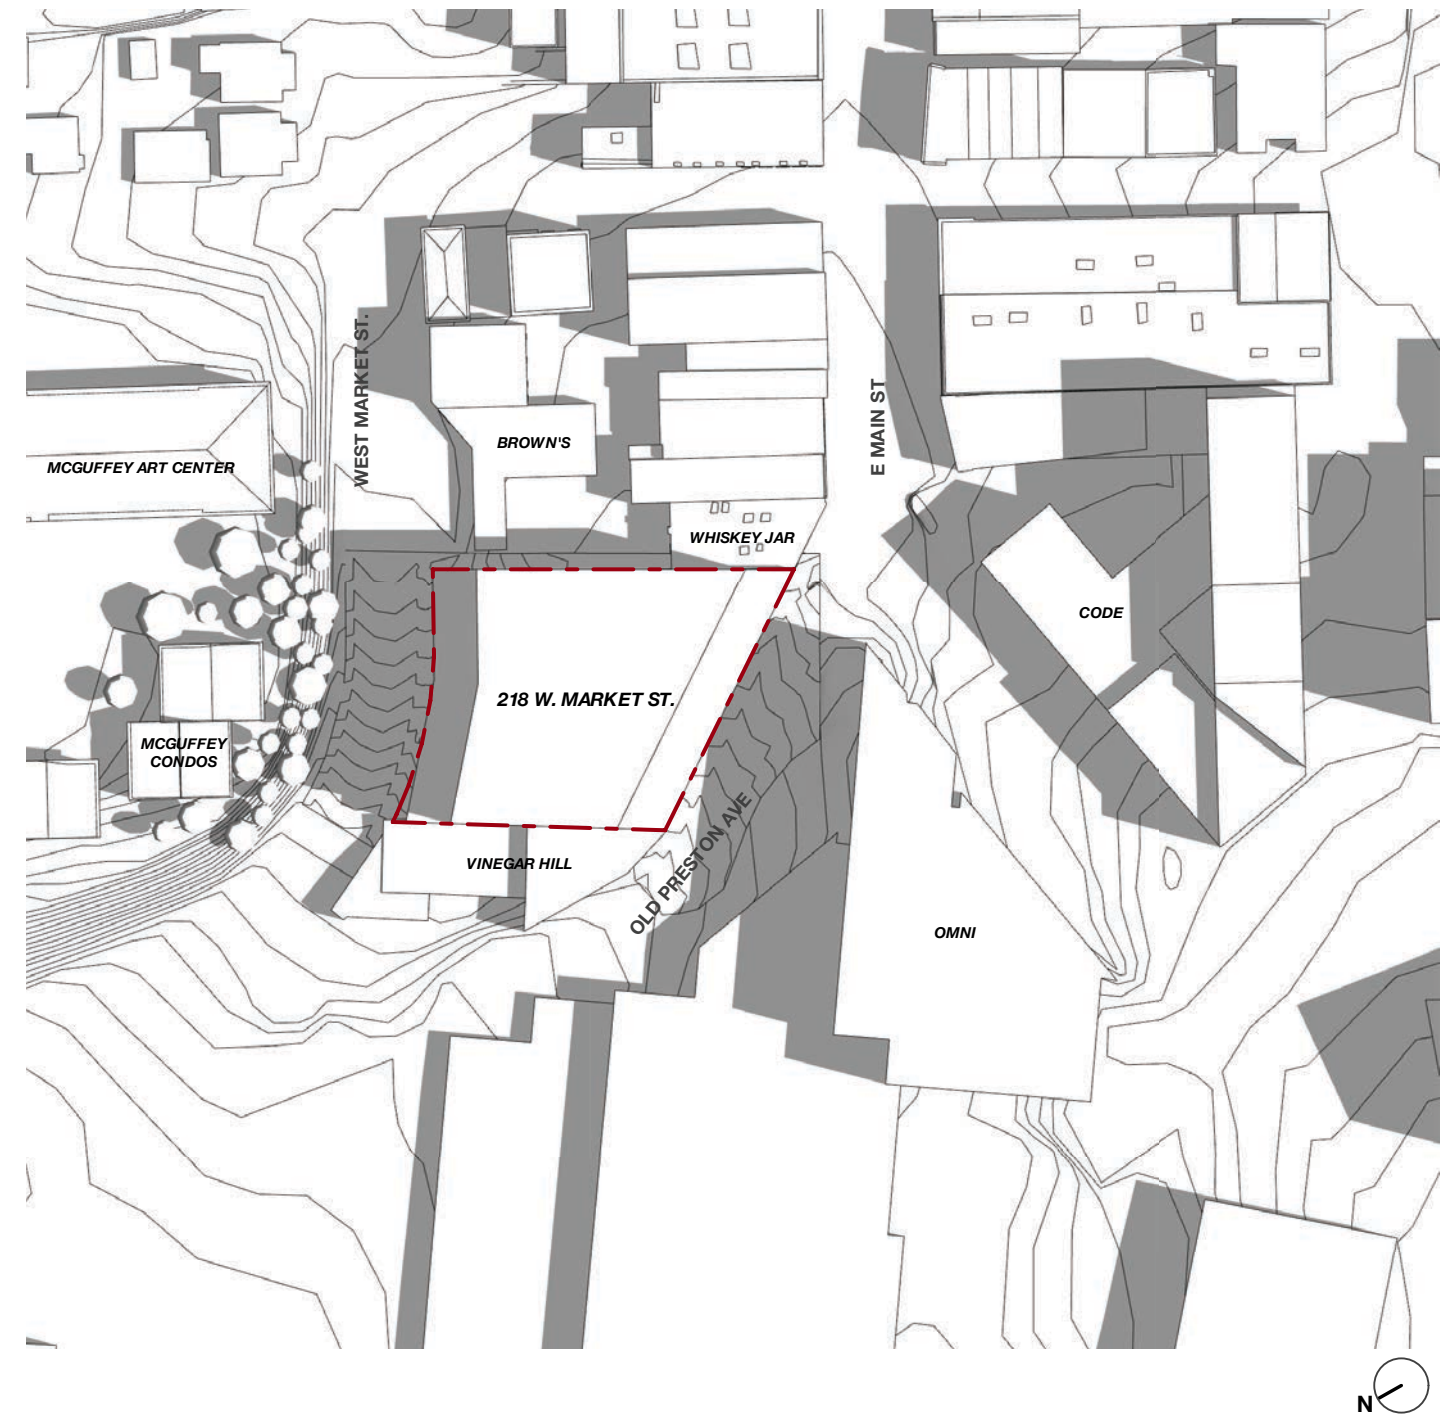 WEST MARKET ST.
E MAIN ST
BROWN'S
MCGUFFEY ART CENTER
WHISKEY JAR
CODE
218 W. MARKET ST.
MCGUFFEY
CONDOS
OLD PRESTON AVE
VINEGAR HILL
OMNI
N